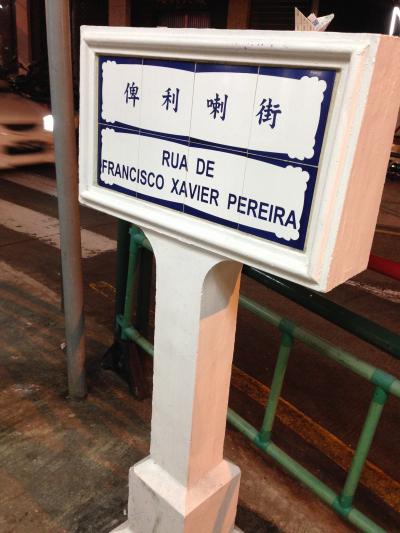 俾利喇街
RUA DE
FRANCISCO XAVIER PEREIRA